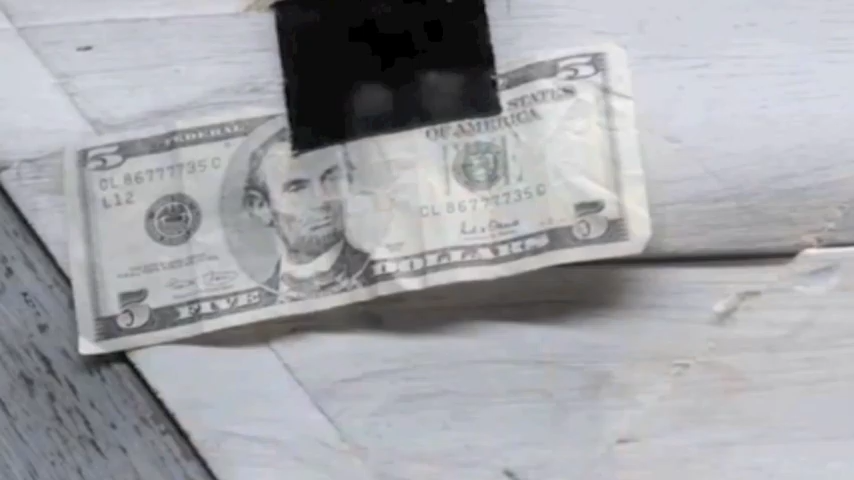 5 FEDERAL
STATES 5
OF AMERICA
CL 86777735 C
L12
CL 86777735 C
5 FIVE DOLLARS 5